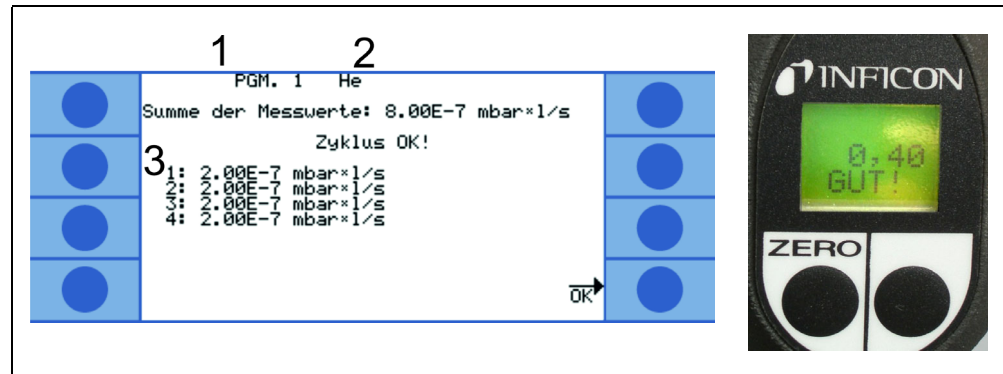 1 2
PGM. 1 He
Summe der Messwerte: 8.00E-7 mbar*l/s
Zyklus OK!
3
1: 2.00E-7 mbar*l/s
2: 2.00E-7 mbar*l/s
3: 2.00E-7 mbar*l/s
4: 2.00E-7 mbar*l/s
OK
INFICON
0,40
GUT!
ZERO